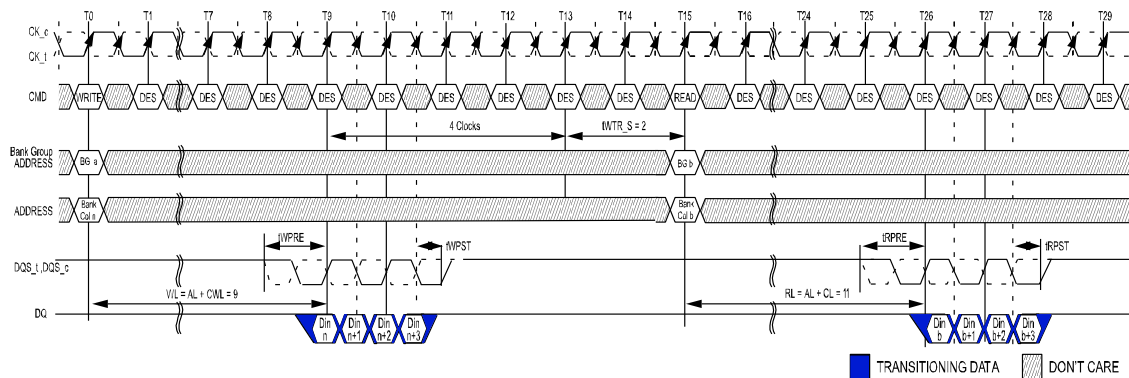 T0 T1 T7 T8 T9 T10 T11 T12 T13 T14 T15 T16 T24 T25 T26 T27 T28 T29
CK_c
CK_t
CMD WRITE DES DES DES DES DES DES DES DES DES READ DES DES DES DES DES DES DES
4 Clocks tWTR_S = 2
Bank Group
ADDRESS BG a BG b
ADDRESS Bank Col n Bank Col b
tWPRE tWPST tRPRE tRPST
DQS_t ,DQS_c
WL = AL + CWL = 9 RL = AL + CL = 11
DQ Din n Din n+1 Din n+2 Din n+3 Din b Din b+1 Din b+2 Din b+3
TRANSITIONING DATA DON'T CARE